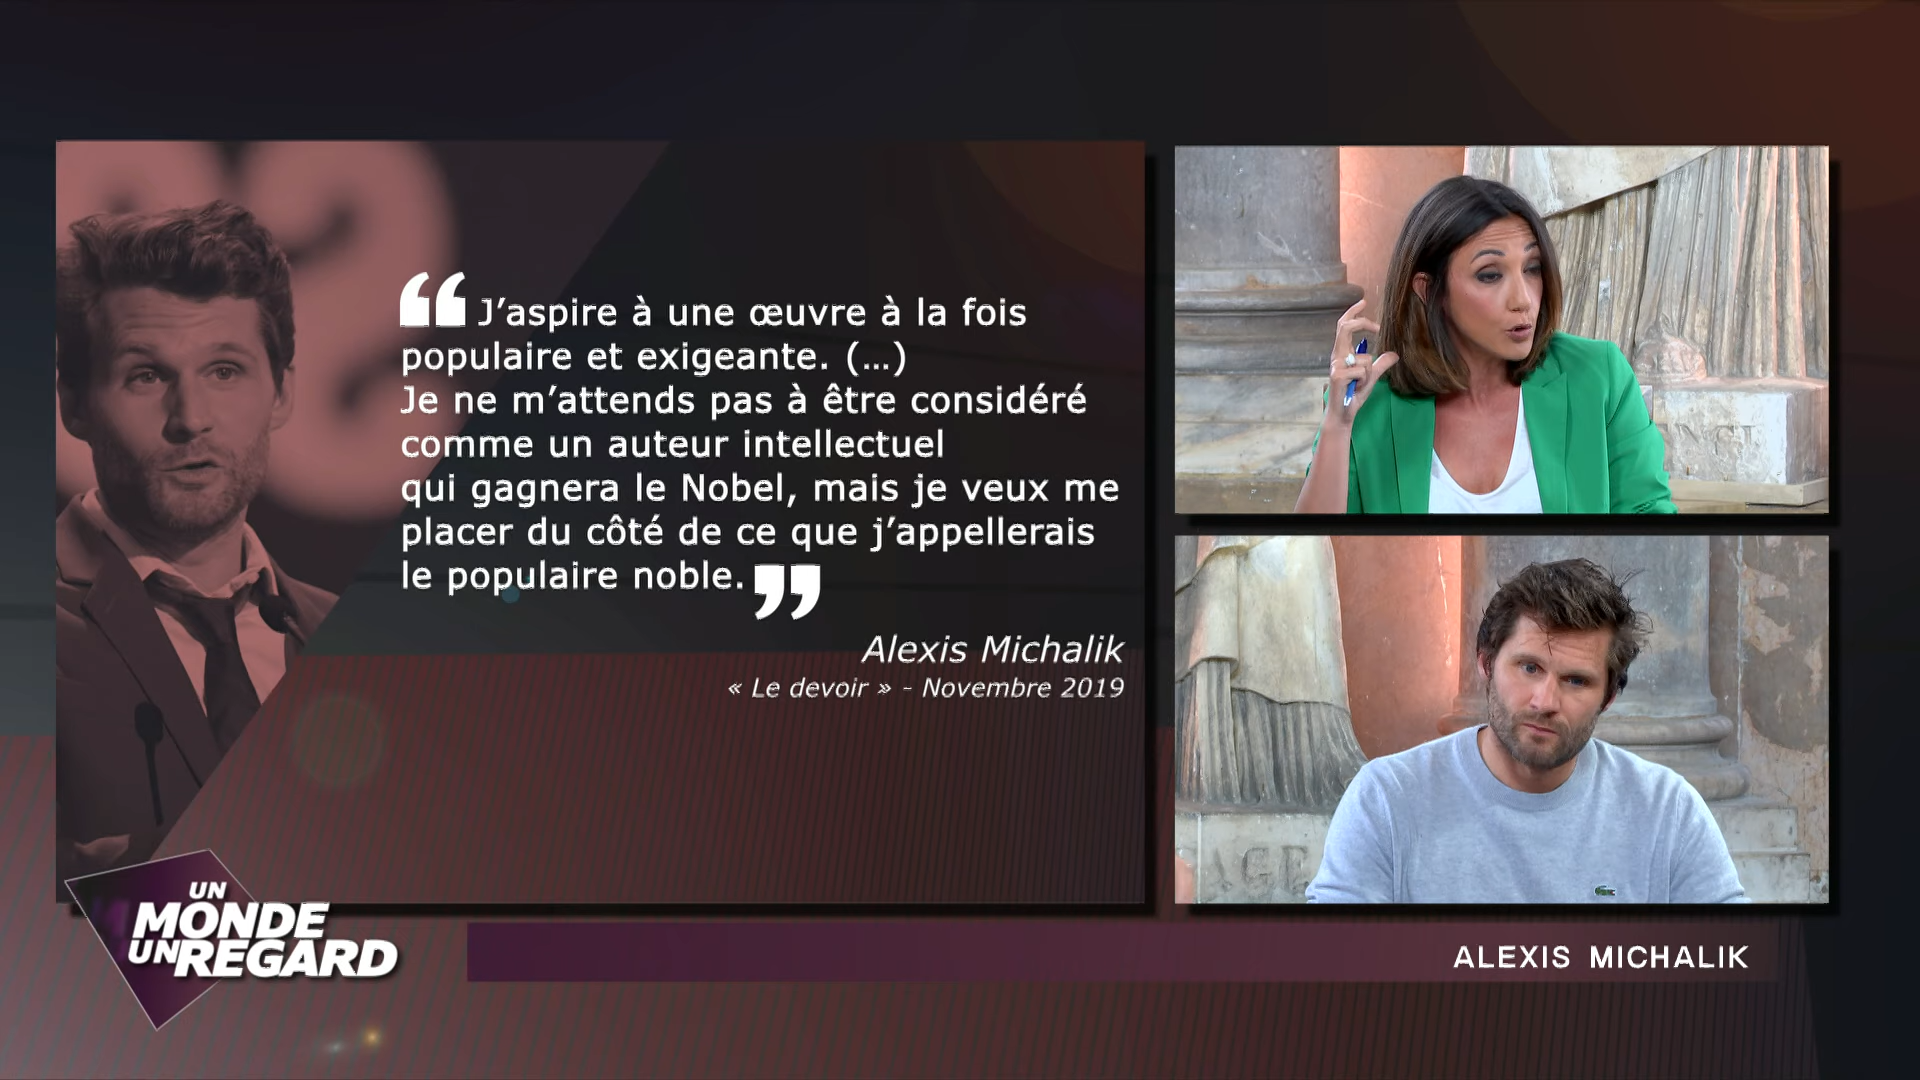 “ J’aspire à une œuvre à la fois
populaire et exigeante. (...)
Je ne m’attends pas à être considéré
comme un auteur intellectuel
qui gagnera le Nobel, mais je veux me
placer du côté de ce que j’appellerais
le populaire noble. ”
Alexis Michalik
« Le devoir » - Novembre 2019
UN
MONDE
UN REGARD
ALEXIS MICHALIK